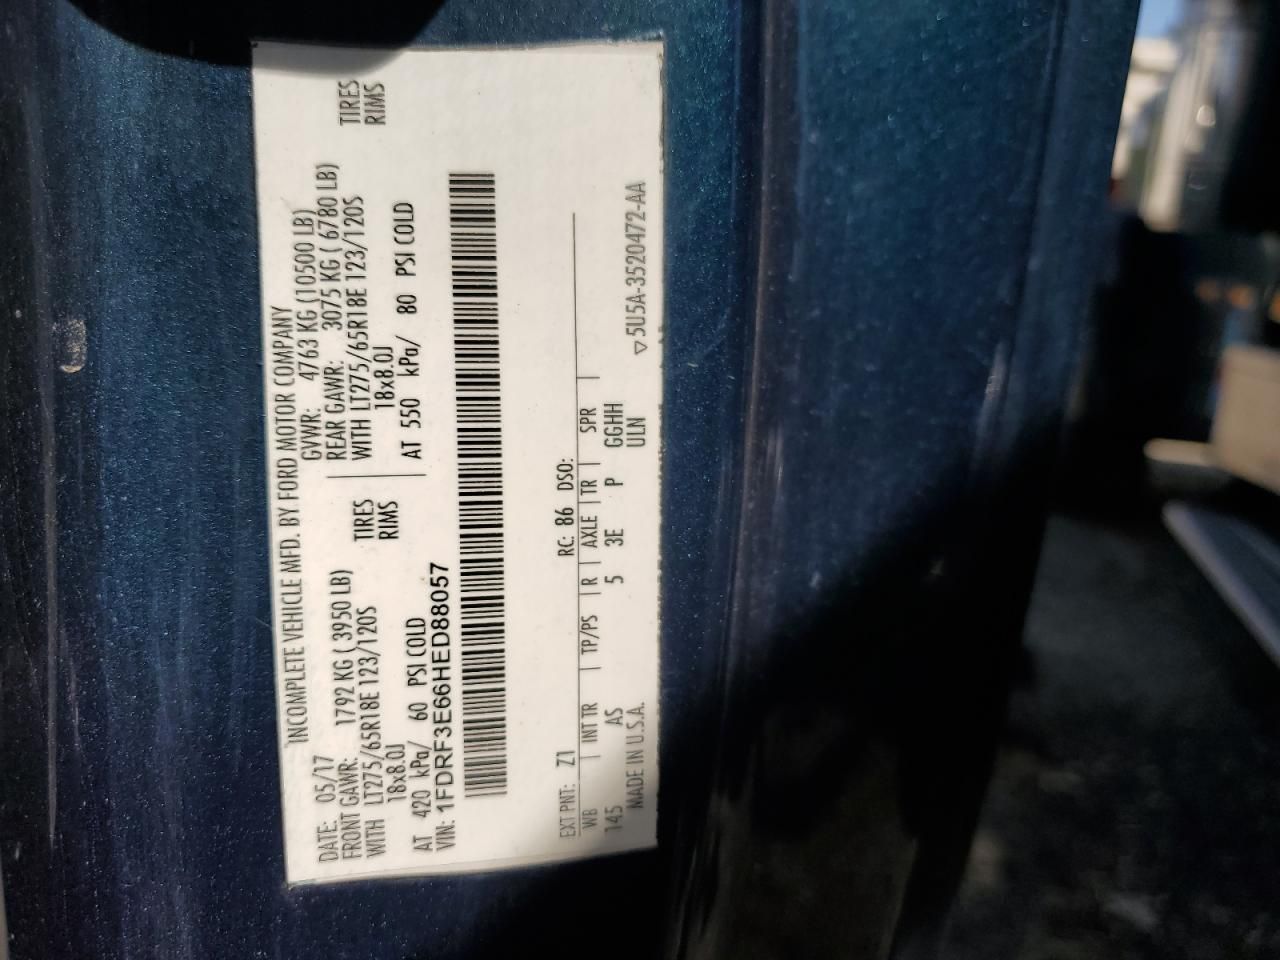 INCOMPLETE VEHICLE MFD. BY FORD MOTOR COMPANY
DATE: 05/17 GVWR: 4763 KG (10500 LB)
FRONT GAWR: 1792 KG ( 3950 LB) REAR GAWR: 3075 KG ( 6780 LB)
WITH LT275/65R18E 123/120S TIRES WITH LT275/65R18E 123/120S TIRES
18x8.0J RIMS 18x8.0J RIMS
AT 420 kPa/ 60 PSI COLD AT 550 kPa/ 80 PSI COLD
VIN: 1FDRF3E66HED88057
EXT PNT: Z1 RC: 86 DSO:
WB INT TR TP/PS R AXLE TR SPR
145 AS 5 3E P GGHH
MADE IN U.S.A. ULN ▽5U5A-3520472-AA